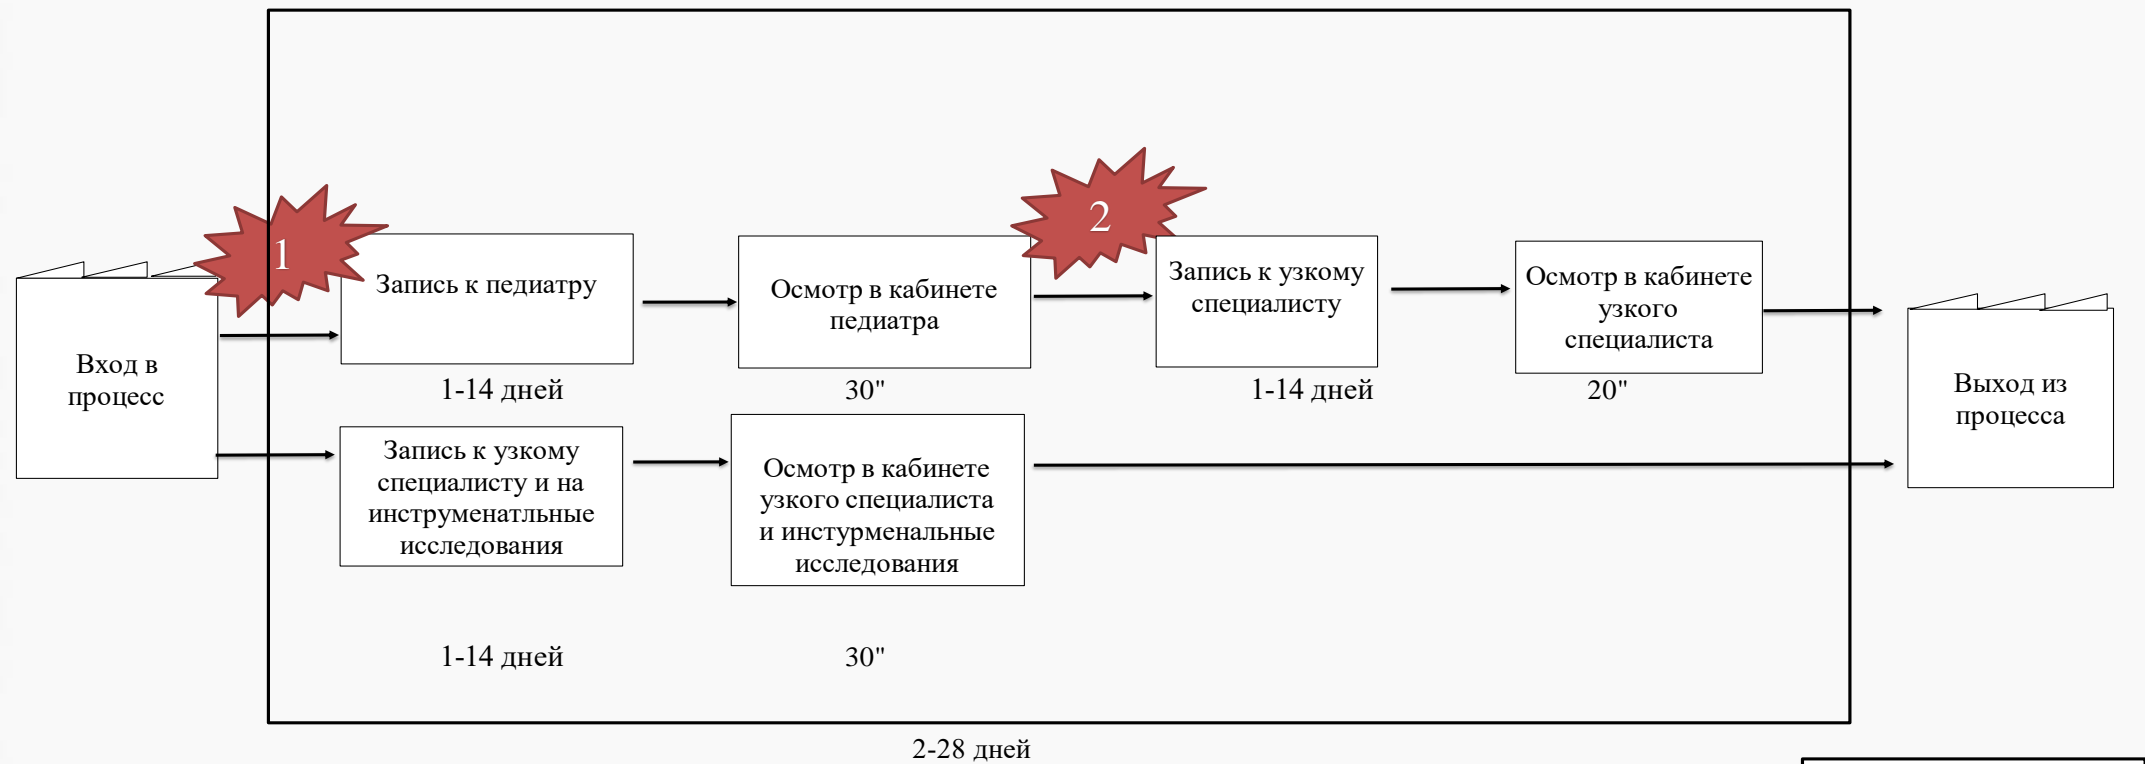 1
2
Вход в
процесс
Запись к педиатру
1-14 дней
Осмотр в кабинете
педиатра
30"
Запись к узкому
специалисту
1-14 дней
Осмотр в кабинете
узкого
специалиста
20"
Запись к узкому
специалисту и на
инструменатльные
исследования
1-14 дней
Осмотр в кабинете
узкого специалиста
и инстурменальные
исследования
30"
Выход из
процесса
2-28 дней